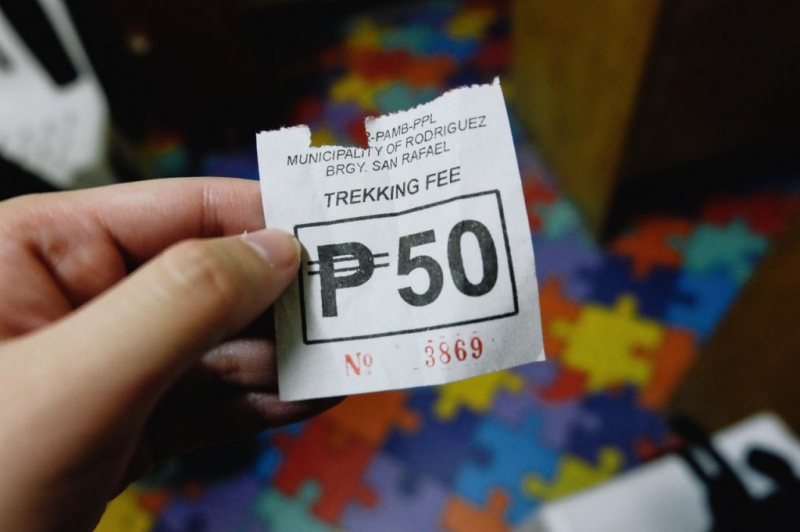 -PAMB-PPL
MUNICIPALITY OF RODRIGUEZ
BRGY. SAN RAFAEL
TREKKING FEE
₱50
Nº 3869